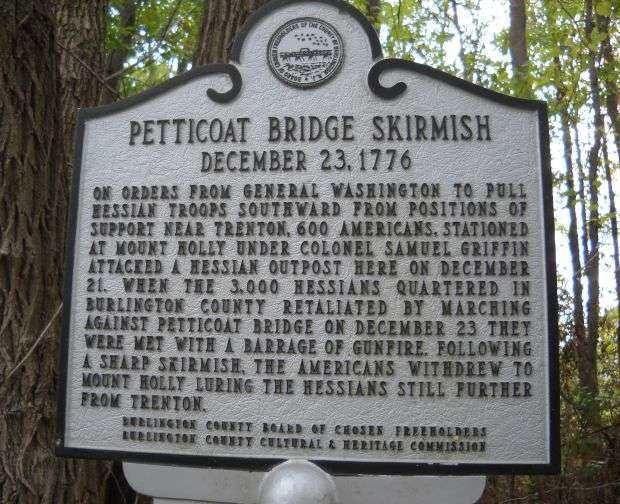 PETTICOAT BRIDGE SKIRMISH
DECEMBER 23, 1776
ON ORDERS FROM GENERAL WASHINGTON TO PULL
HESSIAN TROOPS SOUTHWARD FROM POSITIONS OF
SUPPORT NEAR TRENTON, 600 AMERICANS, STATIONED
AT MOUNT HOLLY UNDER COLONEL SAMUEL GRIFFIN
ATTACKED A HESSIAN OUTPOST HERE ON DECEMBER
21. WHEN THE 3,000 HESSIANS QUARTERED IN
BURLINGTON COUNTY RETALIATED BY MARCHING
AGAINST PETTICOAT BRIDGE ON DECEMBER 23 THEY
WERE MET WITH A BARRAGE OF GUNFIRE. FOLLOWING
A SHARP SKIRMISH, THE AMERICANS WITHDREW TO
MOUNT HOLLY LURING THE HESSIANS STILL FURTHER
FROM TRENTON.
BURLINGTON COUNTY BOARD OF CHOSEN FREEHOLDERS
BURLINGTON COUNTY CULTURAL & HERITAGE COMMISSION